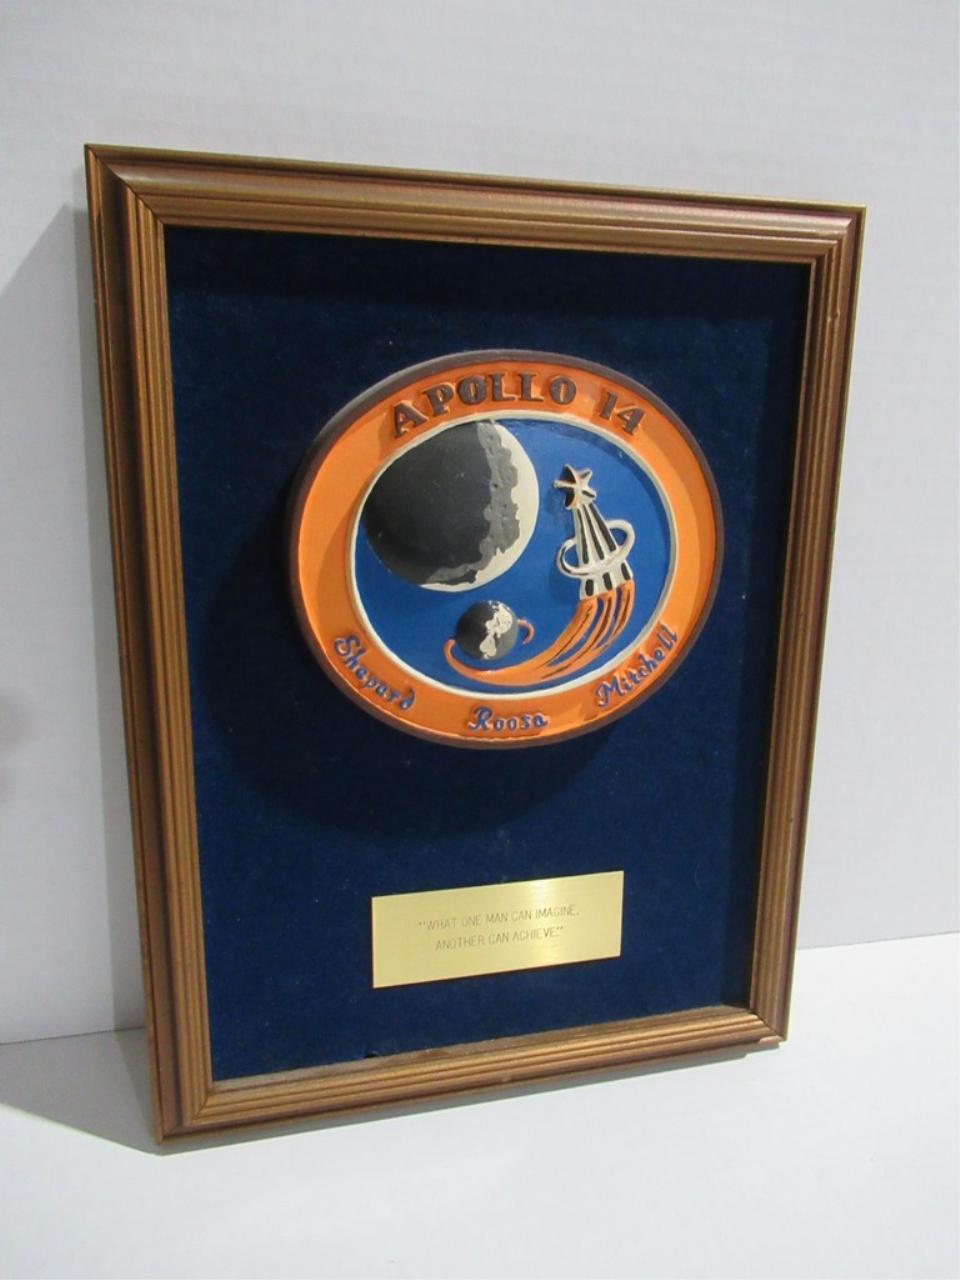 APOLLO 14
Shepard Roosa Mitchell
"WHAT ONE MAN CAN IMAGINE,
ANOTHER CAN ACHIEVE."